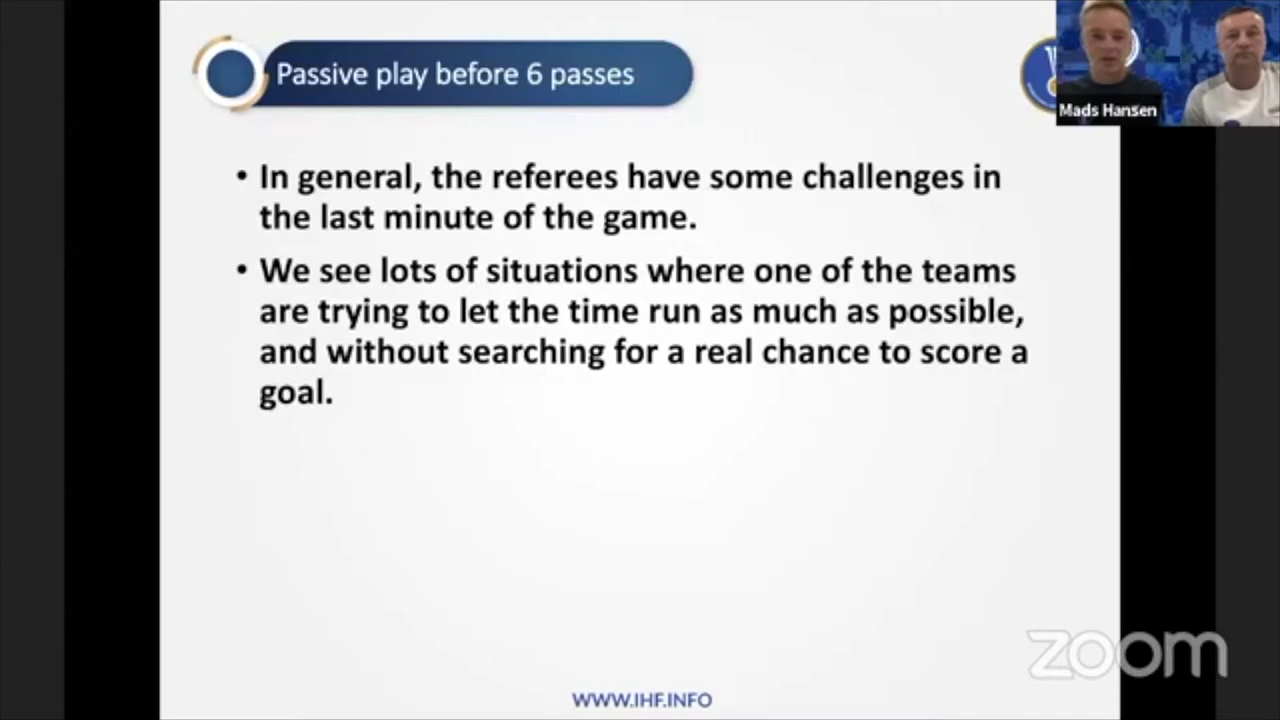 Passive play before 6 passes
Mads Hansen
• In general, the referees have some challenges in
the last minute of the game.
• We see lots of situations where one of the teams
are trying to let the time run as much as possible,
and without searching for a real chance to score a
goal.
zoom
WWW.IHF.INFO